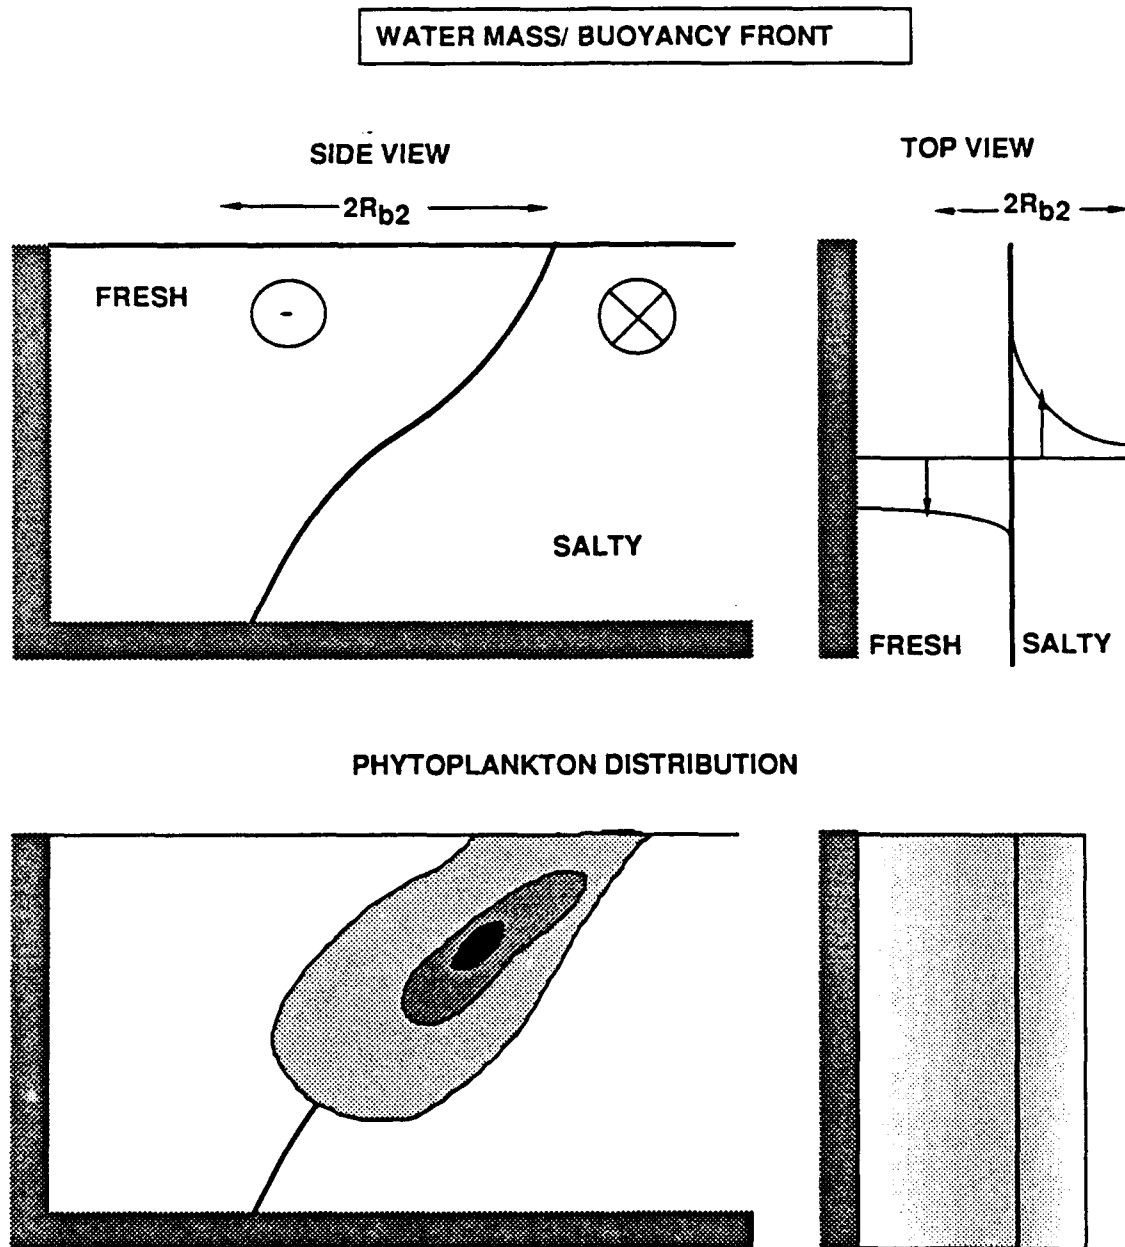 WATER MASS/ BUOYANCY FRONT
SIDE VIEW
2Rb2
FRESH
SALTY
TOP VIEW
2Rb2
FRESH
SALTY
PHYTOPLANKTON DISTRIBUTION